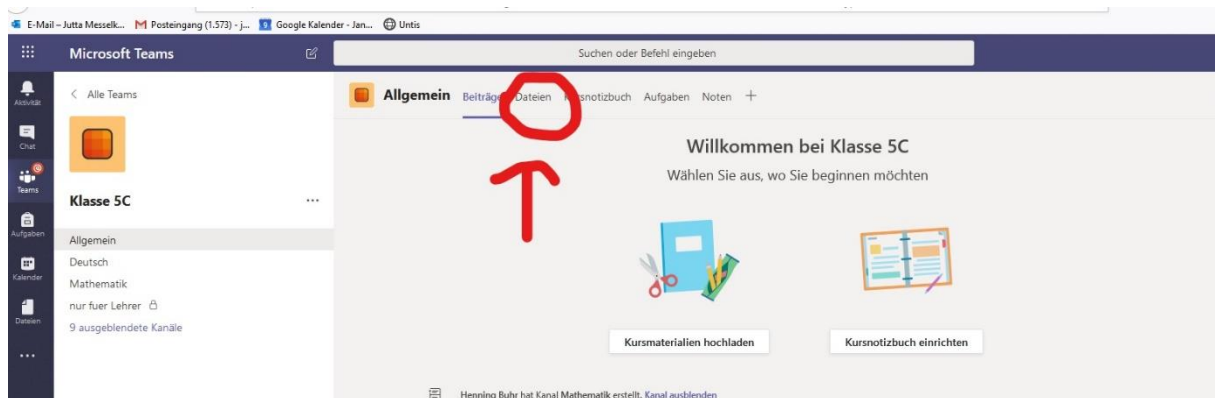 E-Mail – Jutta Messelk... Posteingang (1.573) - j... Google Kalender - Jan... Untis
Microsoft Teams
Suchen oder Befehl eingeben
Aktivität
Chat
Teams
Aufgaben
Kalender
Dateien
Alle Teams
Klasse 5C
Allgemein
Deutsch
Mathematik
nur fuer Lehrer
9 ausgeblendete Kanäle
Allgemein Beiträge Dateien Kursnotizbuch Aufgaben Noten +
Willkommen bei Klasse 5C
Wählen Sie aus, wo Sie beginnen möchten
Kursmaterialien hochladen
Kursnotizbuch einrichten
Henning Buhr hat Kanal Mathematik erstellt. Kanal ausblenden